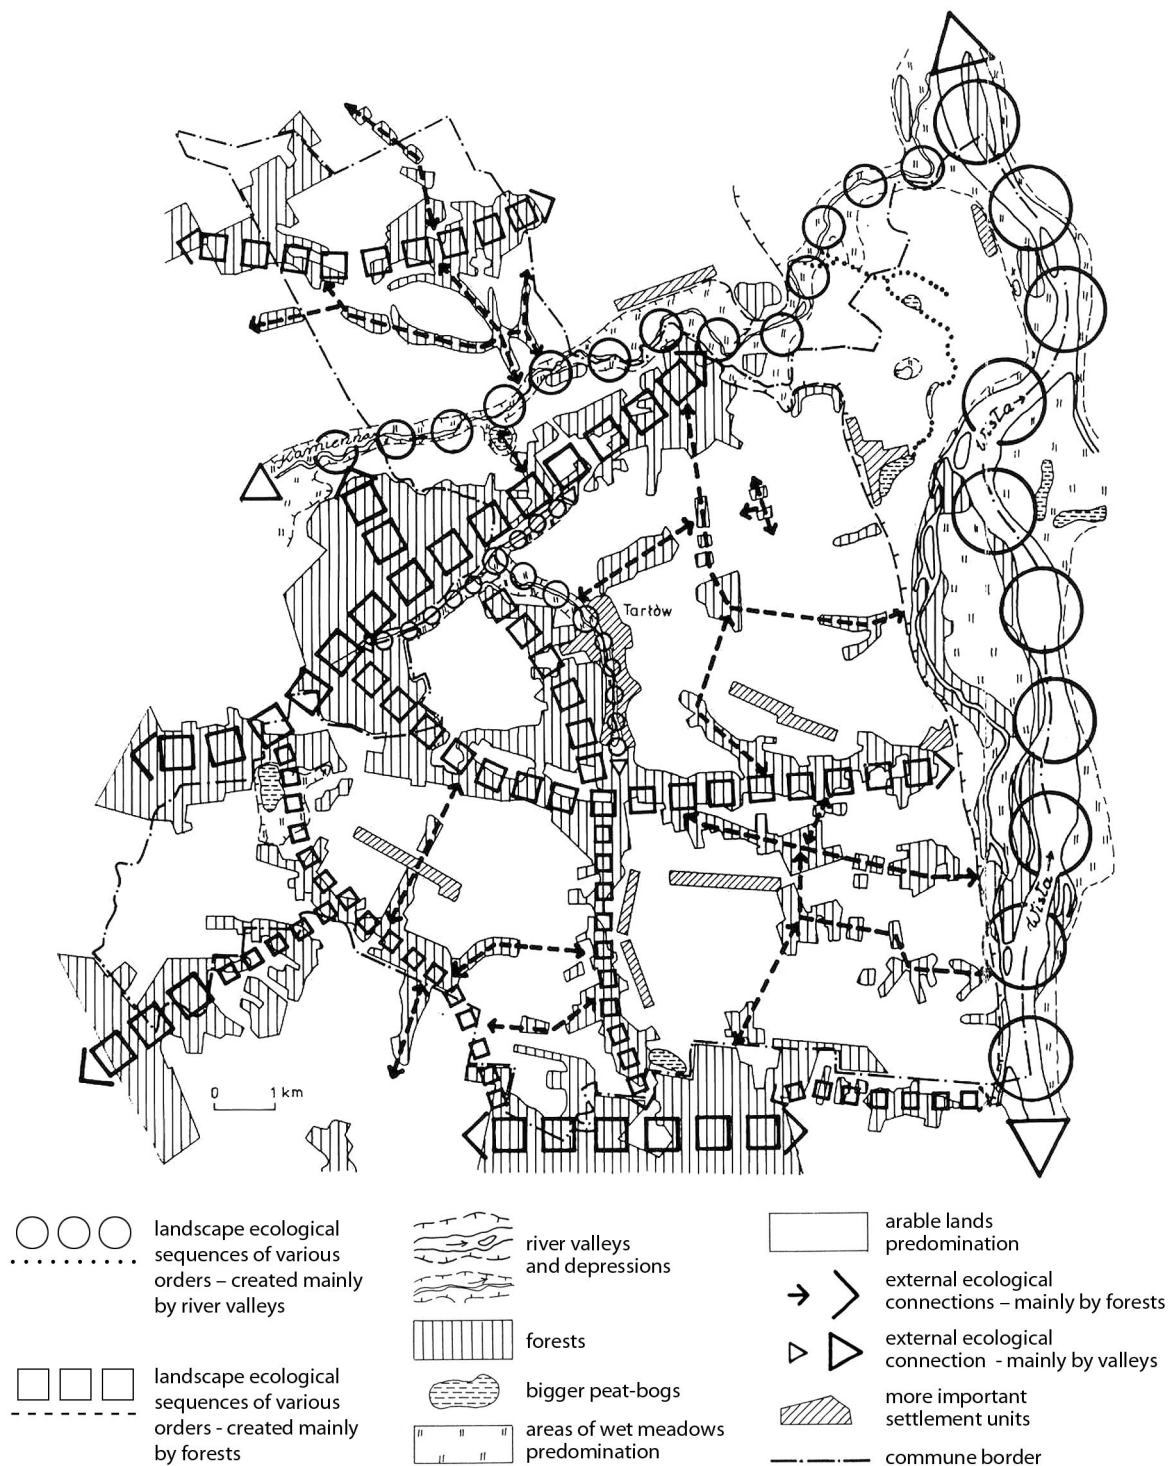 Kamienna
Wisła
Tarłów
Wisła
0 1 km
landscape ecological
sequences of various
orders – created mainly
by river valleys
landscape ecological
sequences of various
orders - created mainly
by forests
river valleys
and depressions
forests
bigger peat-bogs
areas of wet meadows
predomination
arable lands
predomination
external ecological
connections – mainly by forests
external ecological
connection - mainly by valleys
more important
settlement units
commune border